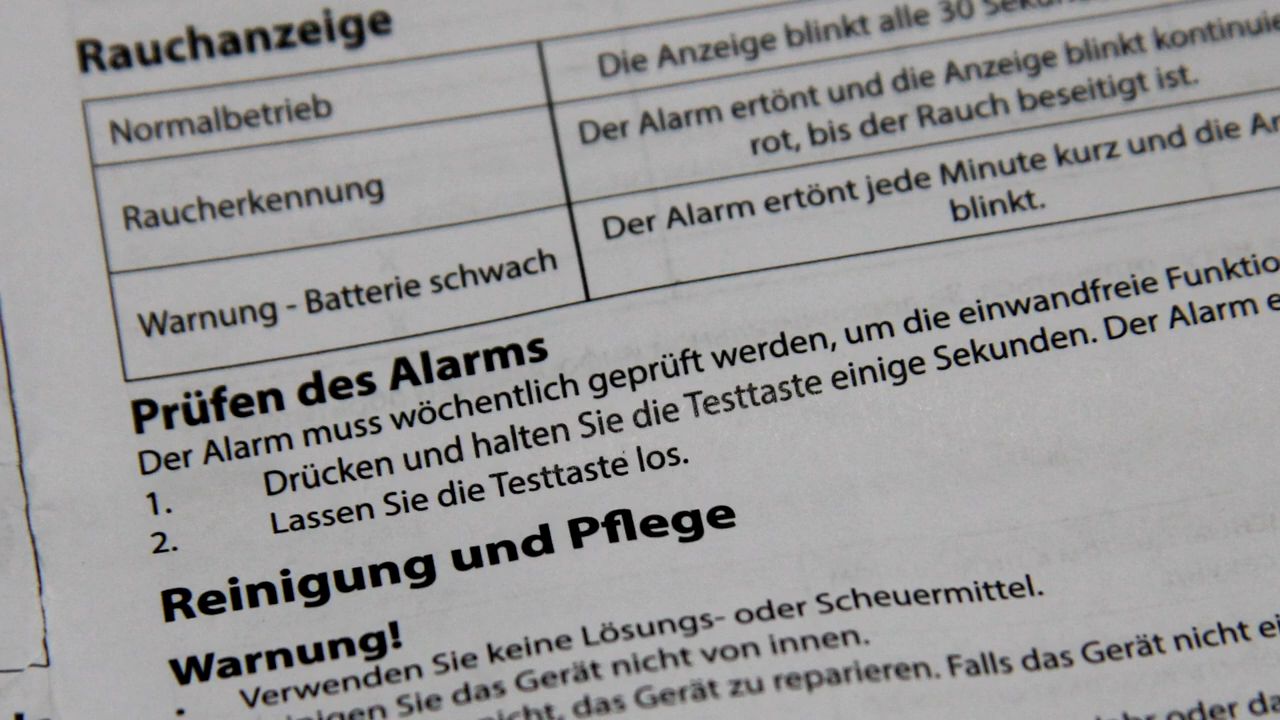 Rauchanzeige
Normalbetrieb
Die Anzeige blinkt alle 30
Raucherkennung
Der Alarm ertönt und die Anzeige blinkt
rot, bis der Rauch beseitigt ist.
Warnung - Batterie schwach
Der Alarm ertönt jede Minute kurz und die
blinkt.
Prüfen des Alarms
Der Alarm muss wöchentlich geprüft werden, um die einwandfreie
1. Drücken und halten Sie die Testtaste einige Sekunden. Der Alarm
2. Lassen Sie die Testtaste los.
Reinigung und Pflege
Warnung!
• Verwenden Sie keine Lösungs- oder Scheuermittel.
Sie das Gerät nicht von innen.
das Gerät zu reparieren. Falls das Gerät nicht
oder